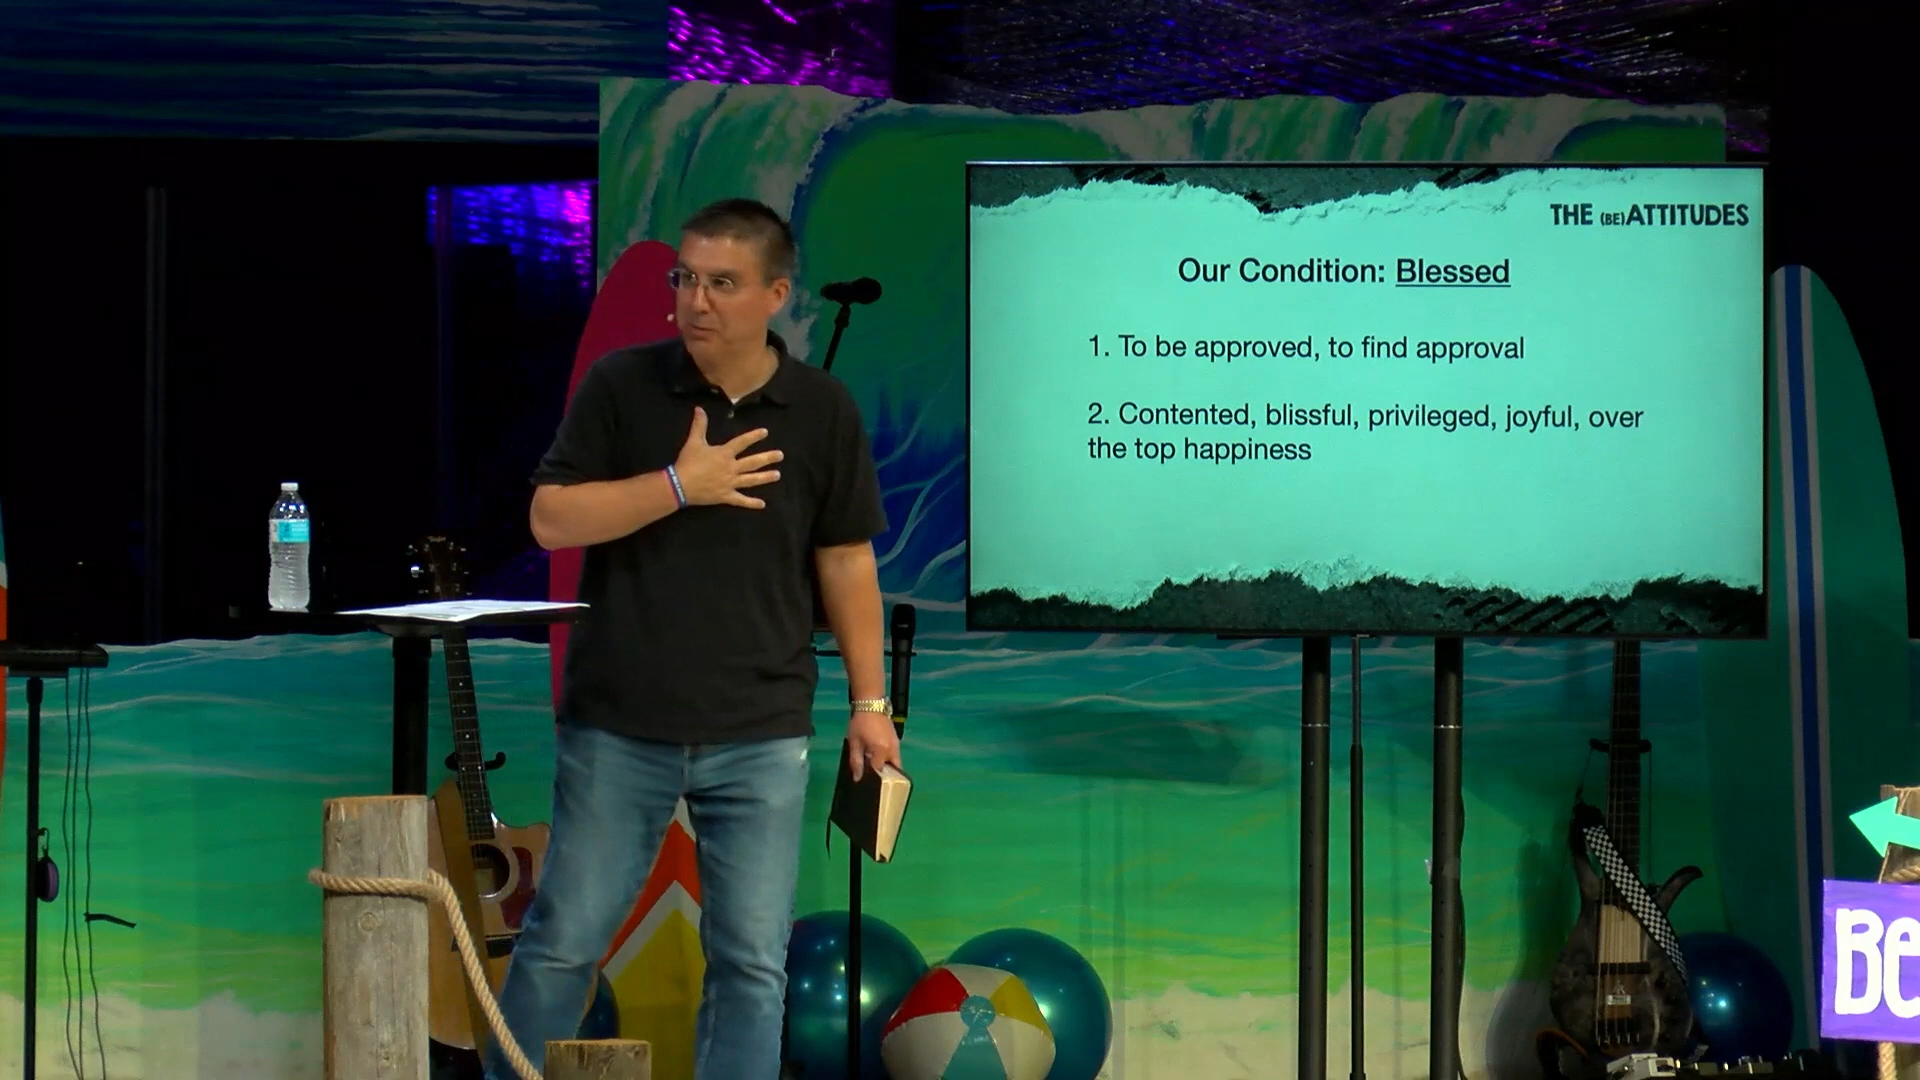 THE (BE)ATTITUDES
Our Condition: Blessed
1. To be approved, to find approval
2. Contented, blissful, privileged, joyful, over
the top happiness
Be